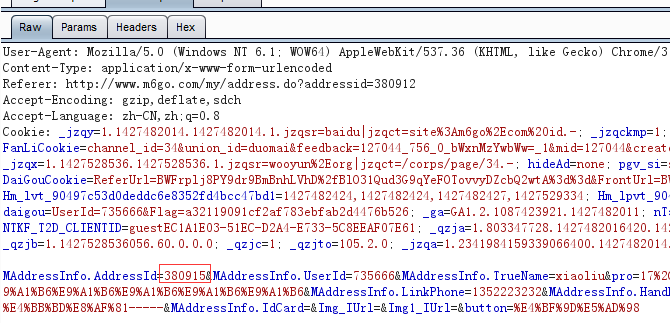 Raw Params Headers Hex
User-Agent: Mozilla/5.0 (Windows NT 6.1; WOW64) AppleWebKit/537.36 (KHTML, like Gecko) Chrome/3
Content-Type: application/x-www-form-urlencoded
Referer: http://www.m6go.com/my/address.do?addressid=380912
Accept-Encoding: gzip,deflate,sdch
Accept-Language: zh-CN,zh;q=0.8
Cookie: _jzqy=1.1427482014.1427482014.1.jzqsr=baidu|jzqct=site%3Am6go%2Ecom%20id.-; _jzqckmp=1;
FanLiCookie=channel_id=34&union_id=duomai&feedback=127044_756_0_bWxnMzYwbWw=_1&mid=127044&create
_jzqx=1.1427528536.1427528536.1.jzqsr=wooyun%2Eorg|jzqct=/corps/page/34.-; hideAd=none; pgv_si=s
DaiGouCookie=ReferUrl=BWFrplj8PY9dr9BmBnhLVhD%2fBlO31Qud3G9qYeFOTovvyDZcbQ2wtA%3d%3d&FrontUrl=BW
Hm_lvt_90497c53d0deddc6e8352fd4bcc47bd1=1427482424,1427482424,1427482427,1427529334; Hm_lpvt_904
daigou=UserId=735666&Flag=a32119091cf2af783ebfab2d4476b526; _ga=GA1.2.1087423921.1427482011; nT
NTKF_T2D_CLIENTID=guestEC1A1E03-51EC-D2A4-E733-5C8EEAF07E61; _qzja=1.803347728.1427482016420.142
_qzjb=1.1427528536056.60.0.0.0; _qzjc=1; _qzjto=105.2.0; _jzqa=1.2341984159339066400.1427482014.
MAddressInfo.AddressId=380915&MAddressInfo.UserId=735666&MAddressInfo.TrueName=xiaoliu&pro=17%20
9%A1%B6%E9%A1%B6%E9%A1%B6%E9%A1%B6%E9%A1%B6&MAddressInfo.LinkPhone=1352223232&MAddressInfo.Hand
%E4%BB%BD%E8%AF%81-----&MAddressInfo.IdCard=&Img_IUrl=&Img1_IUrl=&button=%E4%BF%9D%E5%AD%98